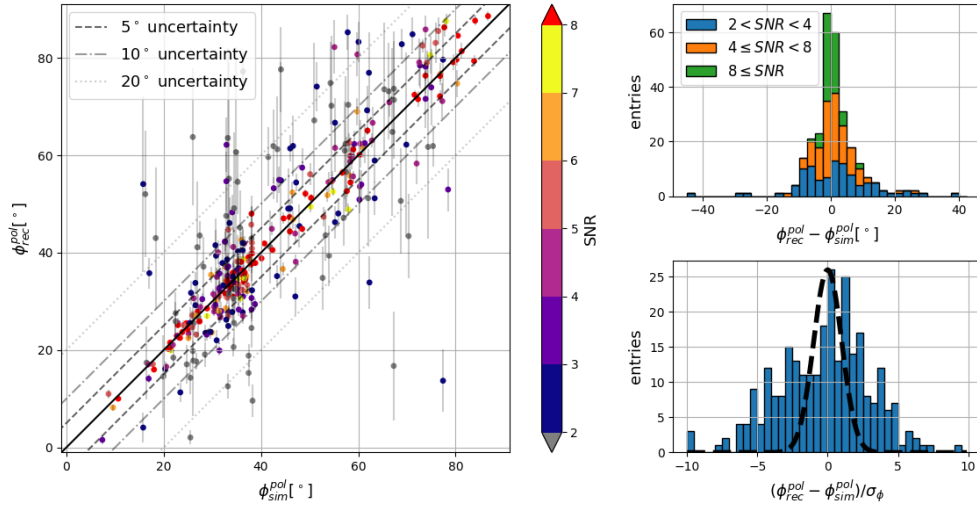 5° uncertainty
10° uncertainty
20° uncertainty
80
60
40
20
0
ϕ_rec^pol[°]
0 20 40 60 80
ϕ_sim^pol[°]
8
7
6
5
4
3
2
SNR
2 < SNR < 4
4 ≤ SNR < 8
8 ≤ SNR
60
40
20
0
entries
−40 −20 0 20 40
ϕ_rec^pol − ϕ_sim^pol[°]
25
20
15
10
5
0
entries
−10 −5 0 5 10
(ϕ_rec^pol − ϕ_sim^pol)/σ_ϕ